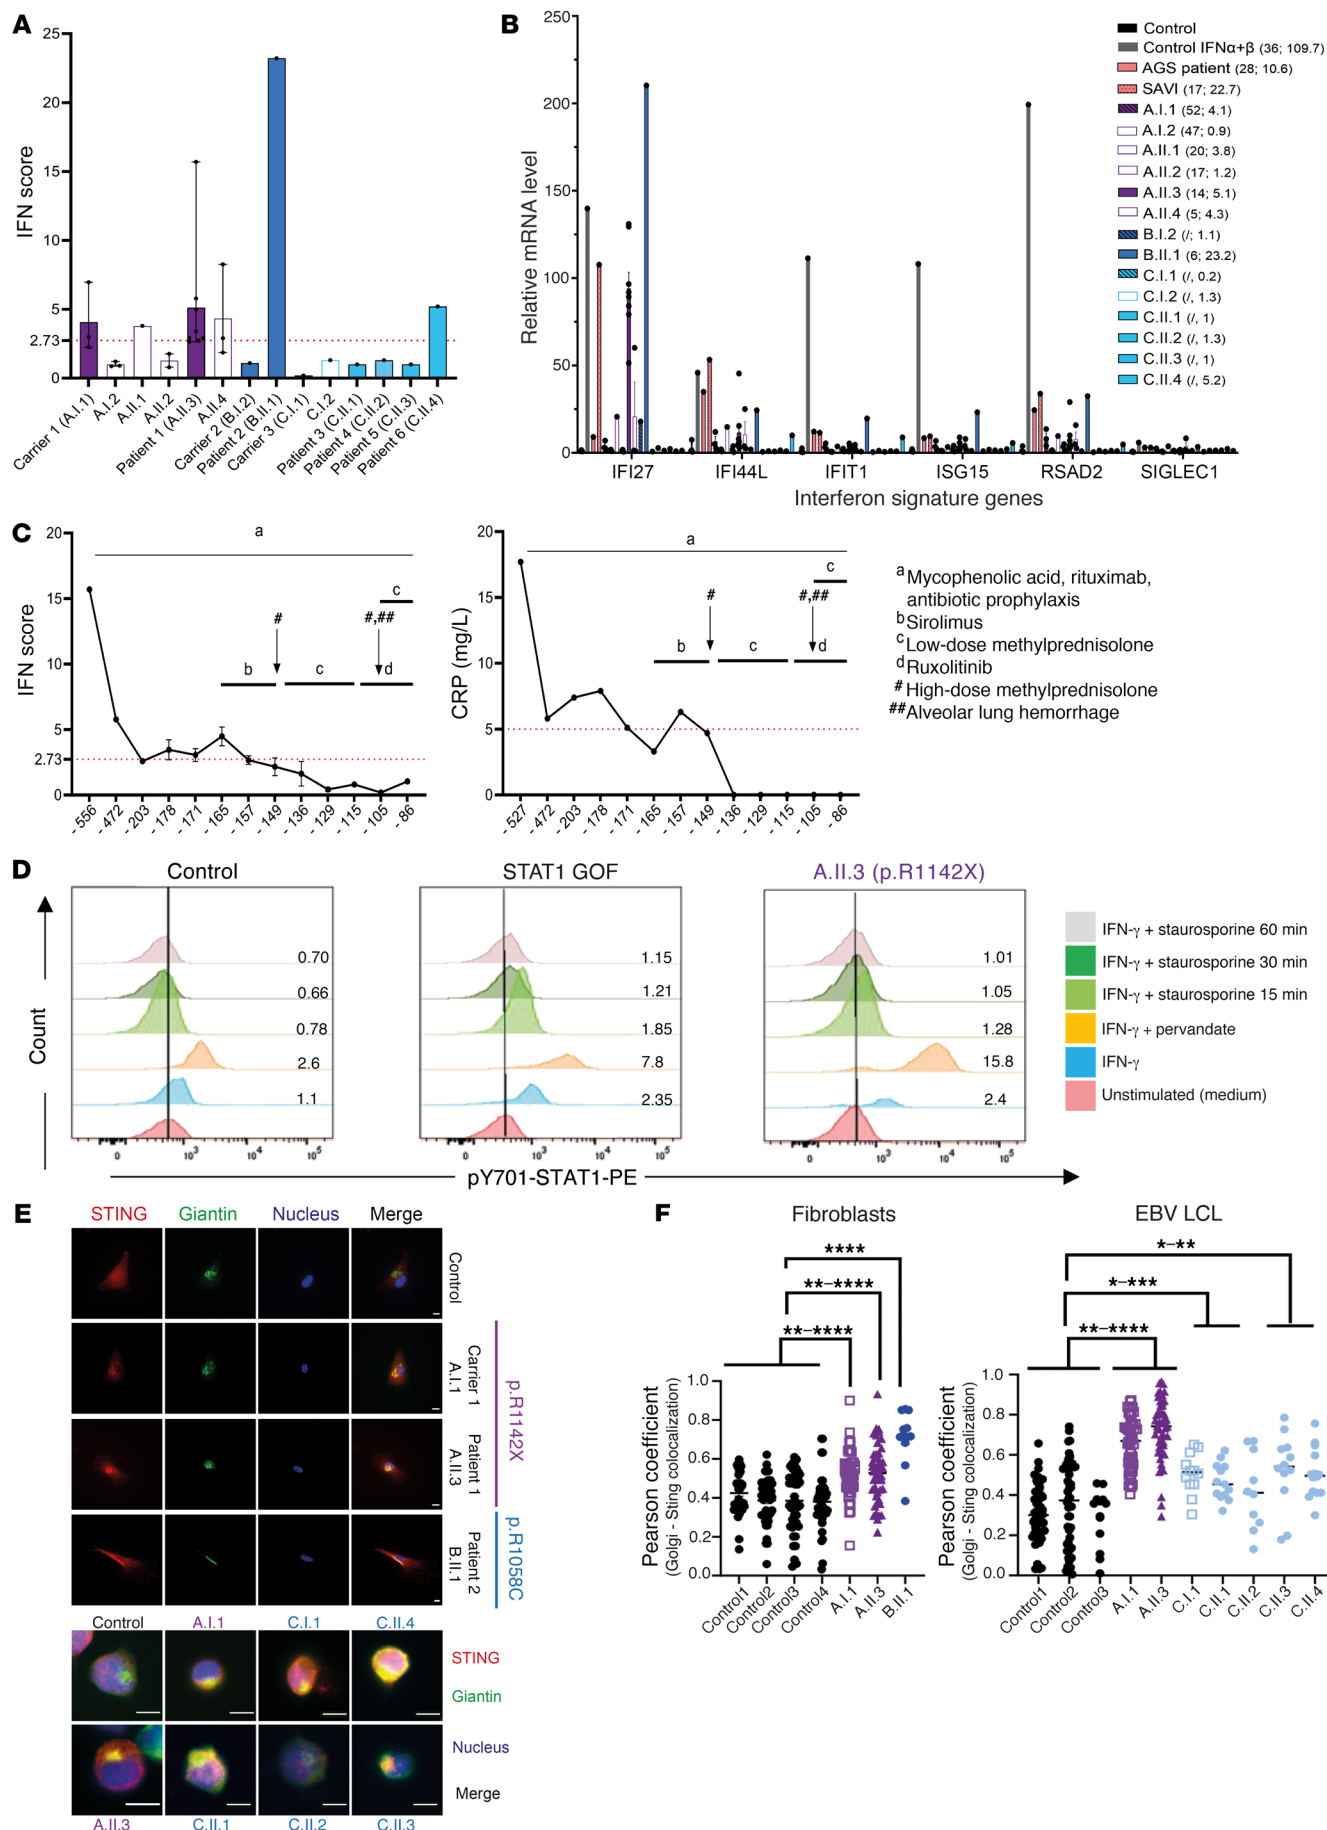 A
IFN score
25
20
15
10
5
2.73
0
Carrier 1 (A.I.1)
A.I.2
A.II.1
A.II.2
Patient 1 (A.II.3)
A.II.4
Carrier 2 (B.I.2)
Patient 2 (B.II.1)
Carrier 3 (C.I.1)
C.I.2
Patient 3 (C.II.1)
Patient 4 (C.II.2)
Patient 5 (C.II.3)
Patient 6 (C.II.4)
B
Relative mRNA level
250
200
150
100
50
0
IFI27 IFI44L IFIT1 ISG15 RSAD2 SIGLEC1
Interferon signature genes
Control
Control IFNα+β (36; 109.7)
AGS patient (28; 10.6)
SAVI (17; 22.7)
A.I.1 (52; 4.1)
A.I.2 (47; 0.9)
A.II.1 (20; 3.8)
A.II.2 (17; 1.2)
A.II.3 (14; 5.1)
A.II.4 (5; 4.3)
B.I.2 (/; 1.1)
B.II.1 (6; 23.2)
C.I.1 (/, 0.2)
C.I.2 (/, 1.3)
C.II.1 (/, 1)
C.II.2 (/, 1.3)
C.II.3 (/, 1)
C.II.4 (/, 5.2)
C
IFN score
20
15
10
5
2.73
0
a
c
#
#,##
b
c
d
- 556
- 472
- 203
- 178
- 171
- 165
- 157
- 149
- 136
- 129
- 115
- 105
- 86
CRP (mg/L)
20
15
10
5
0
a
c
#
#,##
b
c
d
- 527
- 472
- 203
- 178
- 171
- 165
- 157
- 149
- 136
- 129
- 115
- 105
- 86
a Mycophenolic acid, rituximab,
antibiotic prophylaxis
b Sirolimus
c Low-dose methylprednisolone
d Ruxolitinib
# High-dose methylprednisolone
## Alveolar lung hemorrhage
D
Count
Control
0.70
0.66
0.78
2.6
1.1
0 10³ 10⁴ 10⁵
STAT1 GOF
1.15
1.21
1.85
7.8
2.35
0 10³ 10⁴ 10⁵
A.II.3 (p.R1142X)
1.01
1.05
1.28
15.8
2.4
0 10³ 10⁴ 10⁵
pY701-STAT1-PE
IFN-γ + staurosporine 60 min
IFN-γ + staurosporine 30 min
IFN-γ + staurosporine 15 min
IFN-γ + pervandate
IFN-γ
Unstimulated (medium)
E
STING Giantin Nucleus Merge
Control
Carrier 1
A.I.1
Patient 1
A.II.3
p.R1142X
Patient 2
B.II.1
p.R1058C
Control A.I.1 C.I.1 C.II.4
STING
Giantin
Nucleus
Merge
A.II.3 C.II.1 C.II.2 C.II.3
F
Fibroblasts
****
**–****
**–****
Pearson coefficient
(Golgi - Sting colocalization)
1.0
0.8
0.6
0.4
0.2
0.0
Control1
Control2
Control3
Control4
A.I.1
A.II.3
B.II.1
EBV LCL
*–**
*–***
**–****
Pearson coefficient
(Golgi - Sting colocalization)
1.0
0.8
0.6
0.4
0.2
0.0
Control1
Control2
Control3
A.I.1
A.II.3
C.I.1
C.II.1
C.II.2
C.II.3
C.II.4